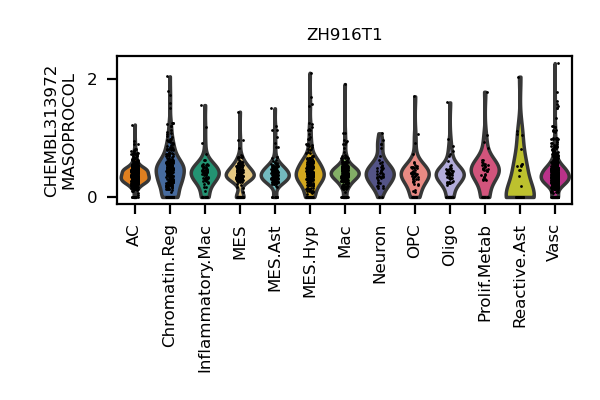 ZH916T1
CHEMBL313972
MASOPROCOL
2
0
AC
Chromatin.Reg
Inflammatory.Mac
MES
MES.Ast
MES.Hyp
Mac
Neuron
OPC
Oligo
Prolif.Metab
Reactive.Ast
Vasc